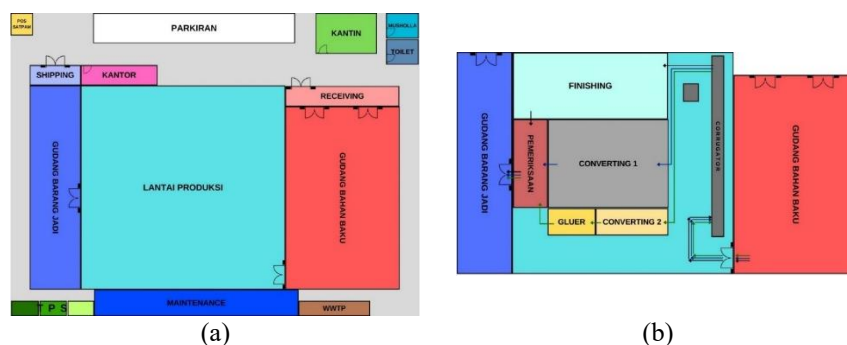 POS
SATPAM
PARKIRAN
KANTIN
MUSHOLLA
TOILET
SHIPPING
KANTOR
RECEIVING
GUDANG BARANG JADI
LANTAI PRODUKSI
GUDANG BAHAN BAKU
TPS
MAINTENANCE
WWTP
(a)
GUDANG BARANG JADI
FINISHING
PEMERIKSAAN
CONVERTING 1
CORRUGATOR
GUDANG BAHAN BAKU
GLUER
CONVERTING 2
(b)